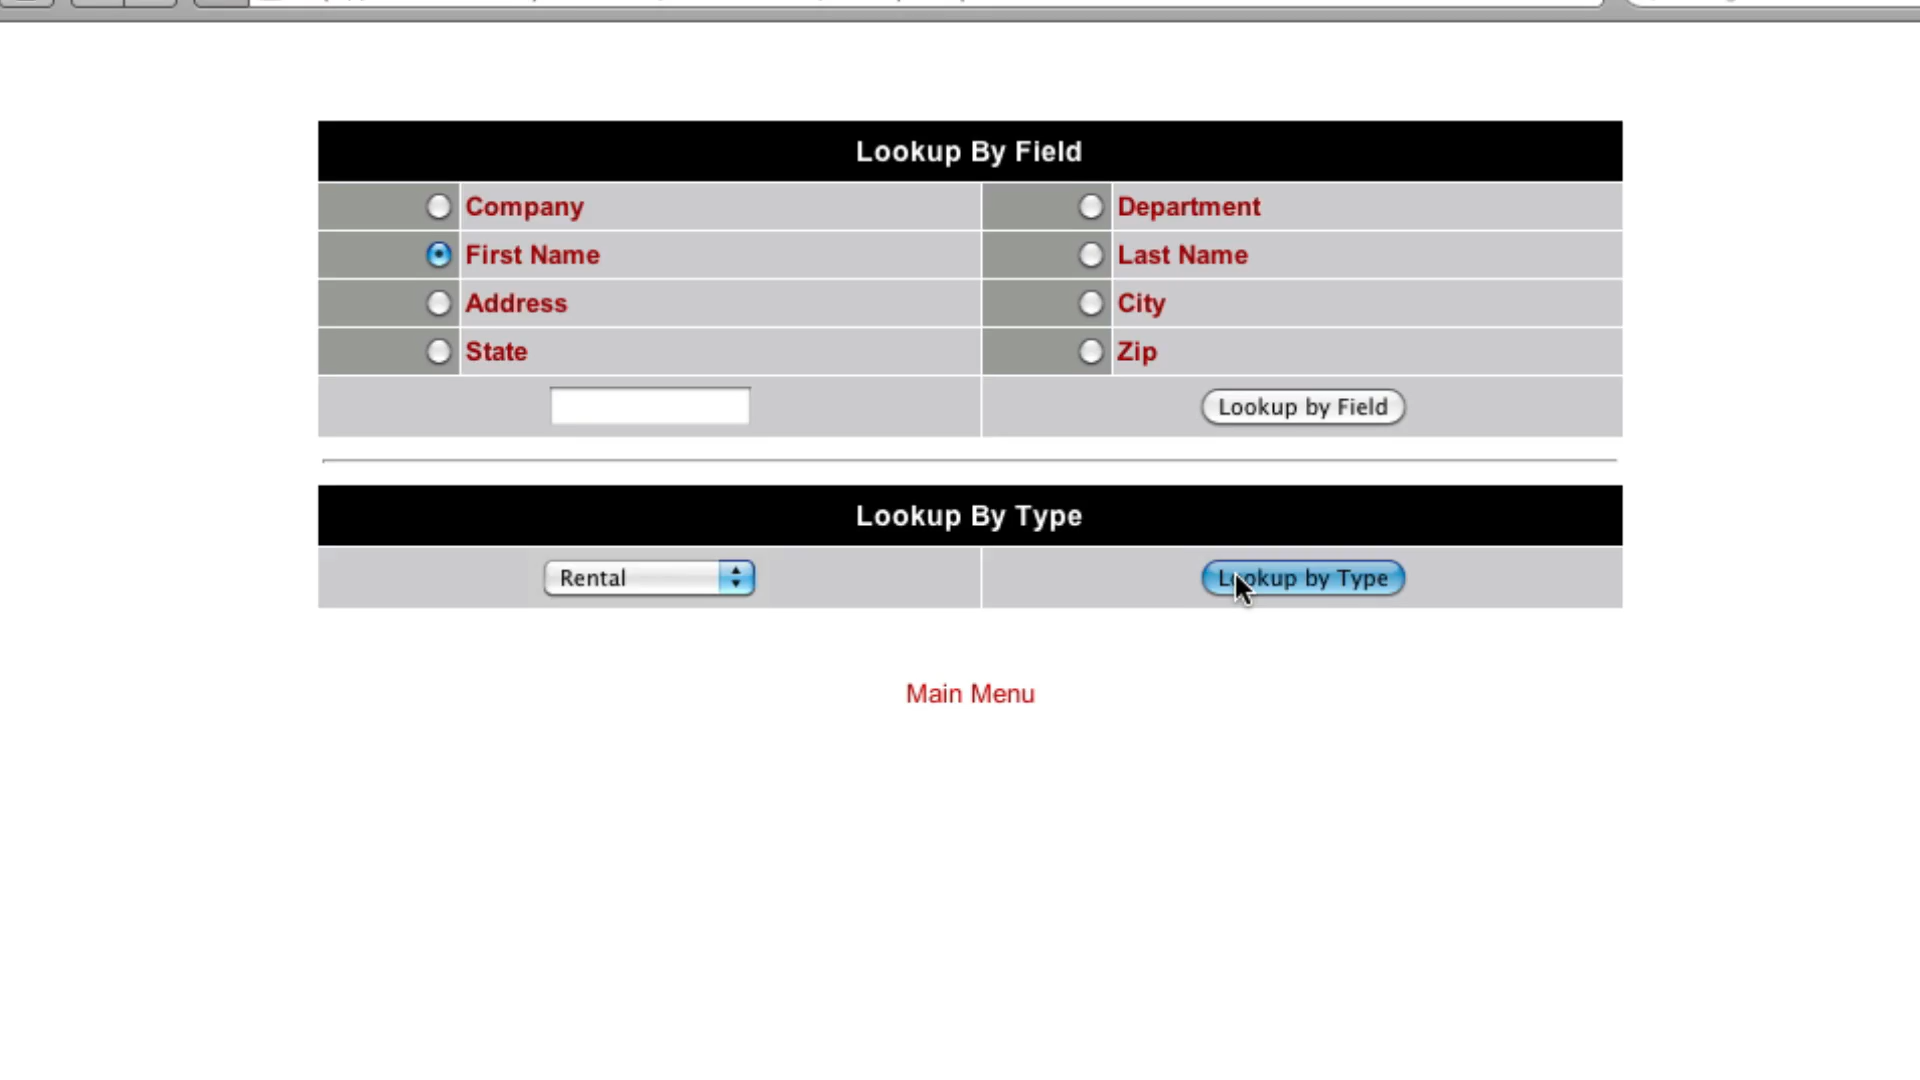 Lookup By Field
Company Department
First Name Last Name
Address City
State Zip
Lookup by Field
Lookup By Type
Rental Lookup by Type
Main Menu